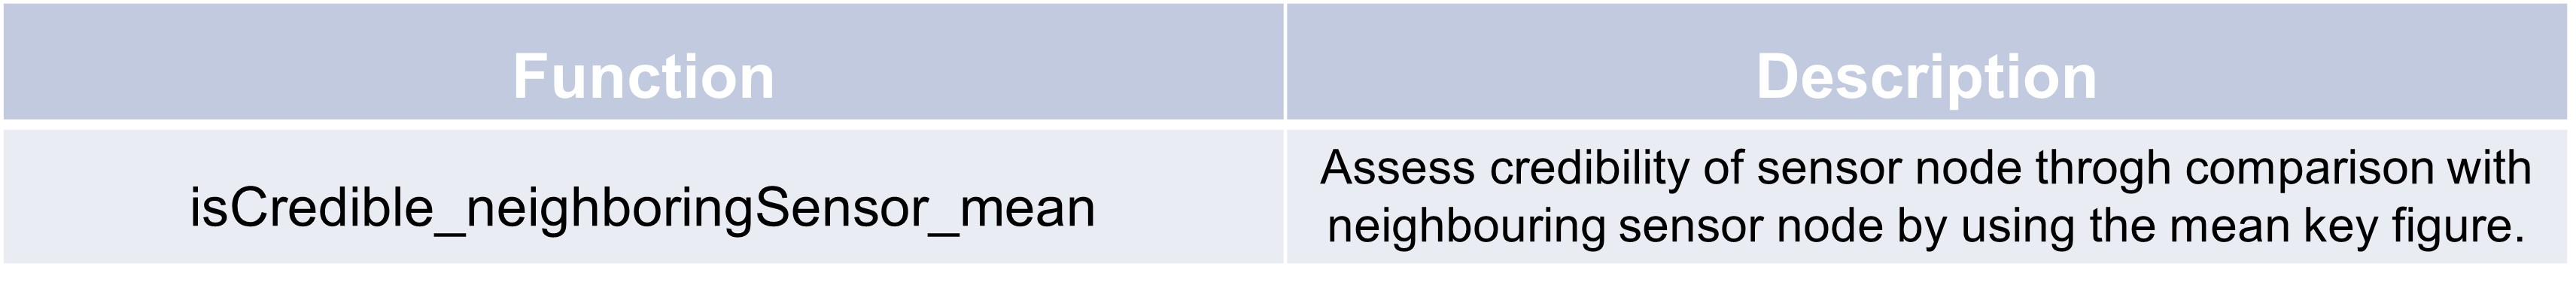 Function
Description
isCredible_neighboringSensor_mean
Assess credibility of sensor node throgh comparison with
neighbouring sensor node by using the mean key figure.